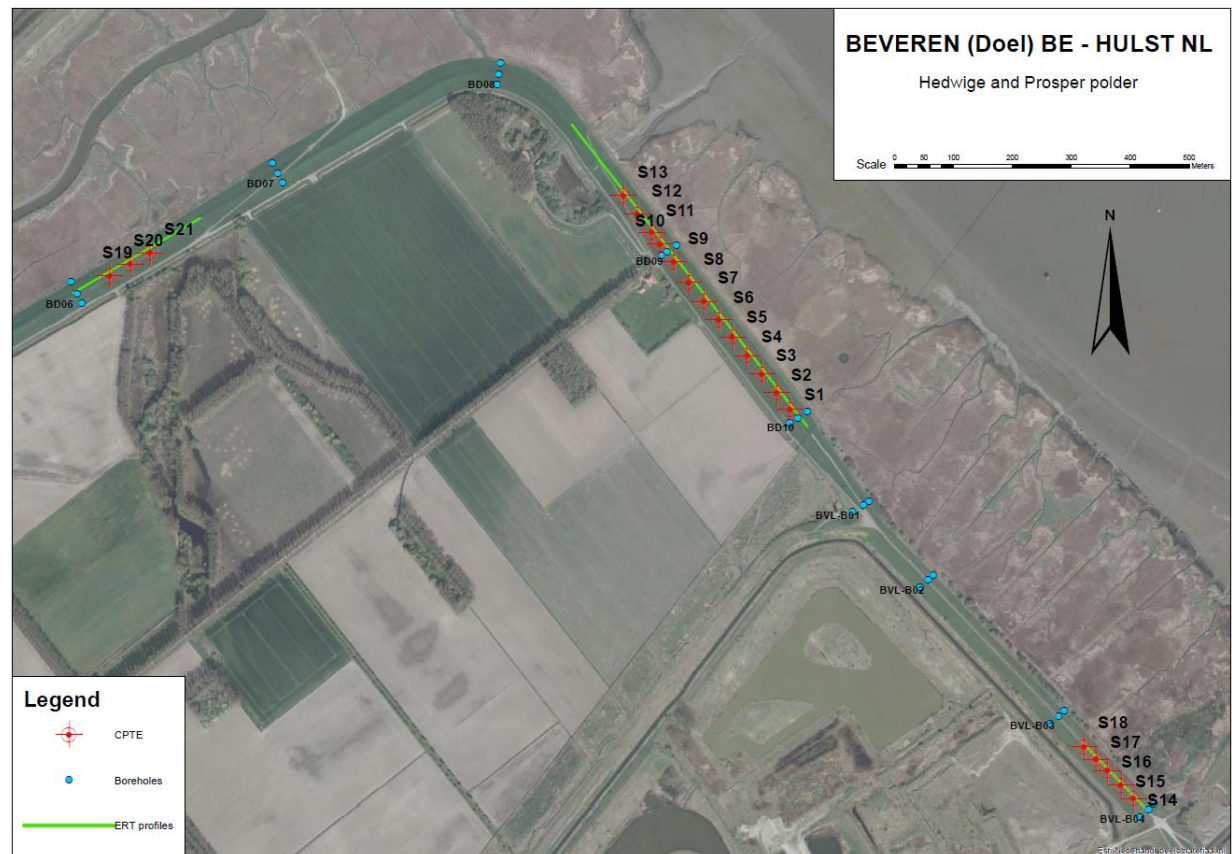 BEVEREN (Doel) BE - HULST NL
Hedwige and Prosper polder
Scale 0 50 100 200 300 400 500 Meters
N
BD08
S13
S12
S11
S10
S9
BD09
S8
S7
S6
S5
S4
S3
S2
S1
BD10
BD07
S21
S20
S19
BD06
BVL-B01
BVL-B02
BVL-B03
S18
S17
S16
S15
S14
BVL-B04
Legend
CPTE
Boreholes
ERT profiles